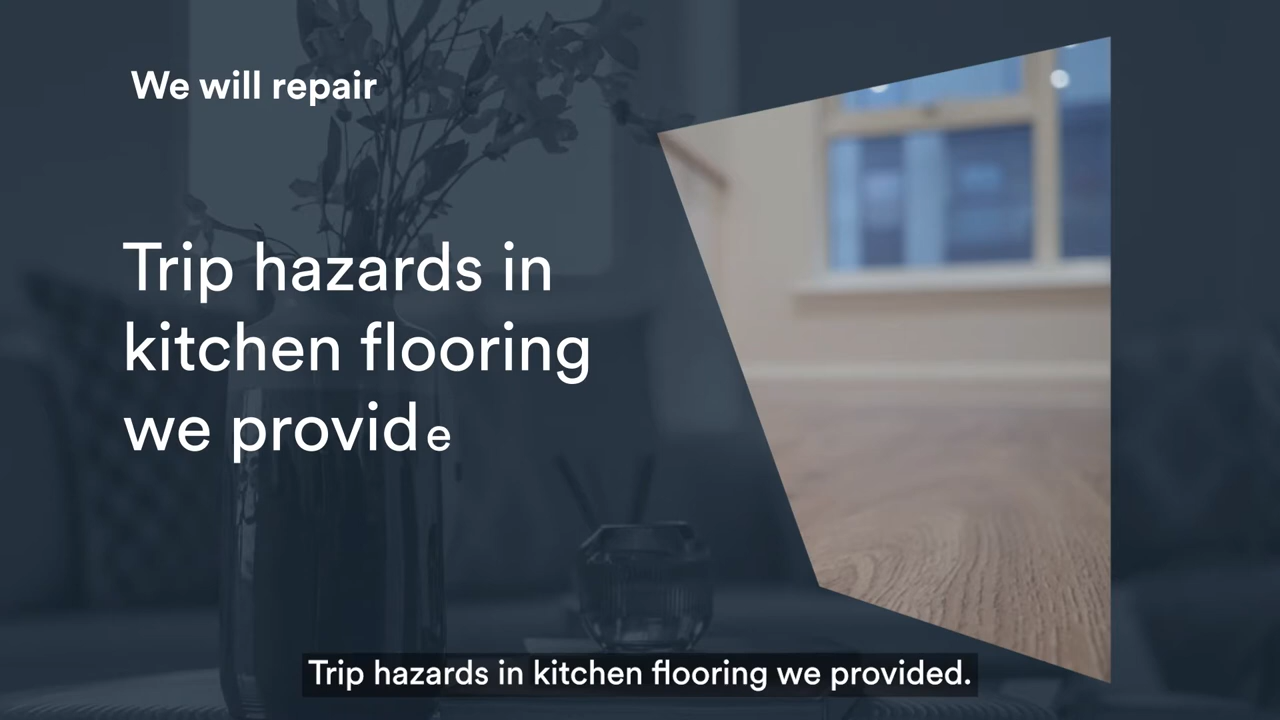 We will repair
Trip hazards in
kitchen flooring
we provide
Trip hazards in kitchen flooring we provided.